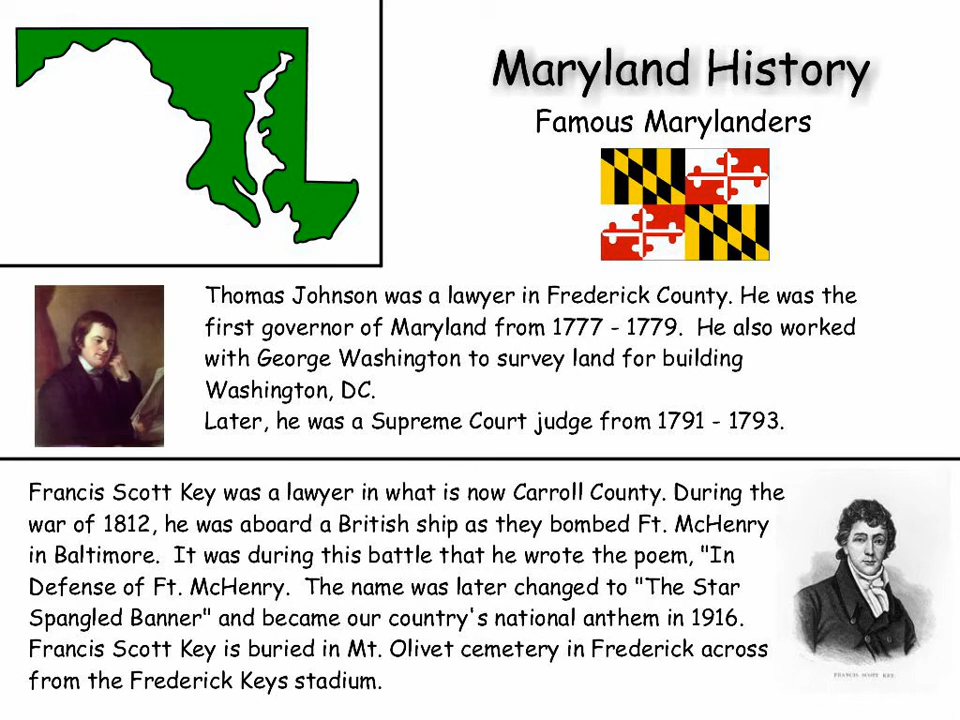 Maryland History
Famous Marylanders
Thomas Johnson was a lawyer in Frederick County. He was the
first governor of Maryland from 1777 - 1779.  He also worked
with George Washington to survey land for building
Washington, DC.
Later, he was a Supreme Court judge from 1791 - 1793.
Francis Scott Key was a lawyer in what is now Carroll County. During the
war of 1812, he was aboard a British ship as they bombed Ft. McHenry
in Baltimore.  It was during this battle that he wrote the poem, "In
Defense of Ft. McHenry.  The name was later changed to "The Star
Spangled Banner" and became our country's national anthem in 1916.
Francis Scott Key is buried in Mt. Olivet cemetery in Frederick across
from the Frederick Keys stadium.
FRANCIS SCOTT KEY.